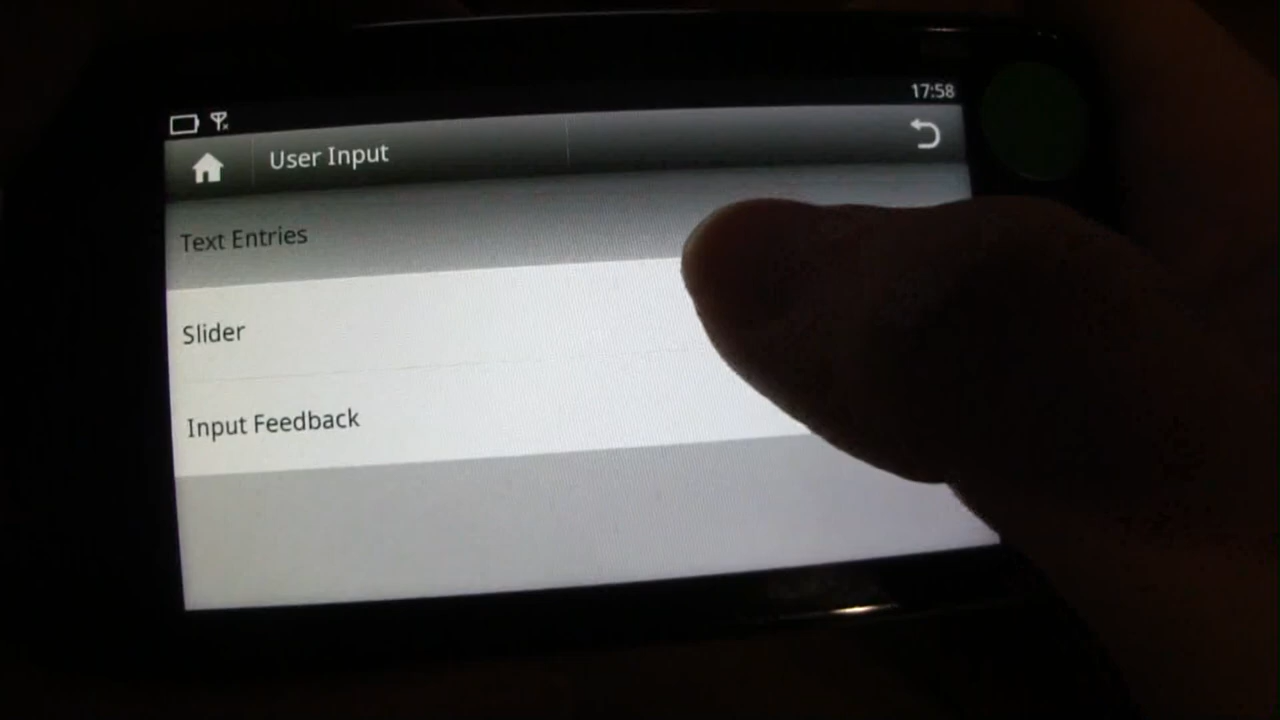 17:58
User Input
Text Entries
Slider
Input Feedback